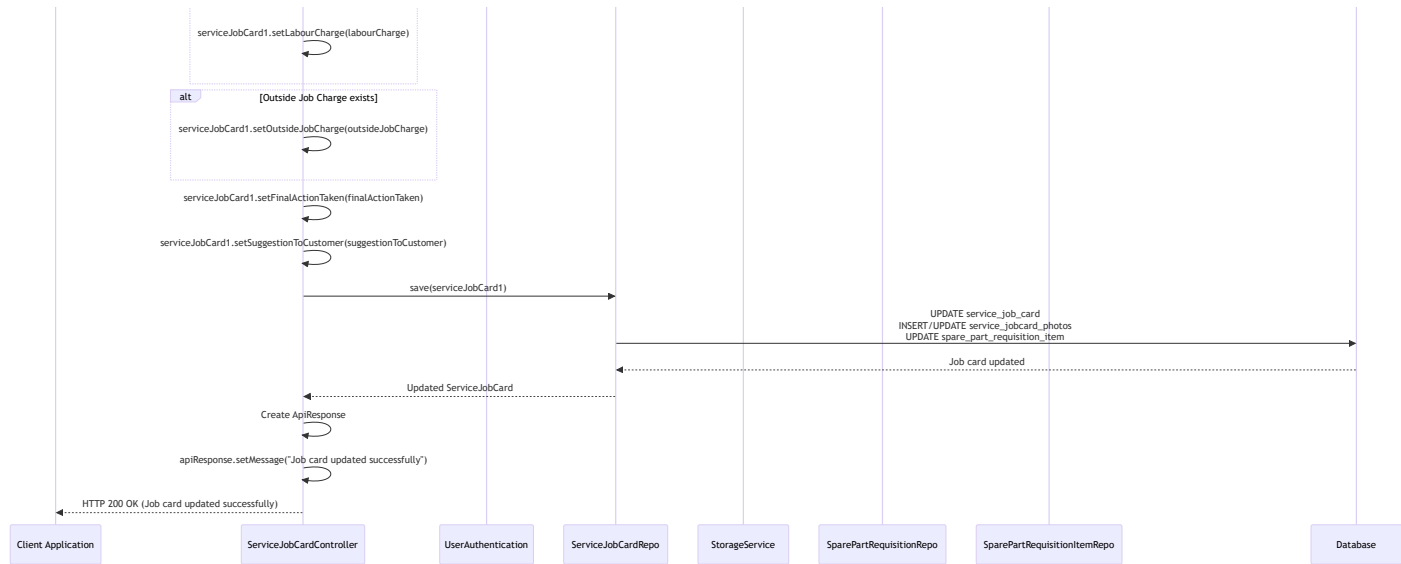 serviceJobCard1.setLabourCharge(labourCharge)
alt
[Outside Job Charge exists]
serviceJobCard1.setOutsideJobCharge(outsideJobCharge)
serviceJobCard1.setFinalActionTaken(finalActionTaken)
serviceJobCard1.setSuggestionToCustomer(suggestionToCustomer)
save(serviceJobCard1)
UPDATE service_job_card
INSERT/UPDATE service_jobcard_photos
UPDATE spare_part_requisition_item
Job card updated
Updated ServiceJobCard
Create ApiResponse
apiResponse.setMessage("Job card updated successfully")
HTTP 200 OK (Job card updated successfully)
Client Application
ServiceJobCardController
UserAuthentication
ServiceJobCardRepo
StorageService
SparePartRequisitionRepo
SparePartRequisitionItemRepo
Database